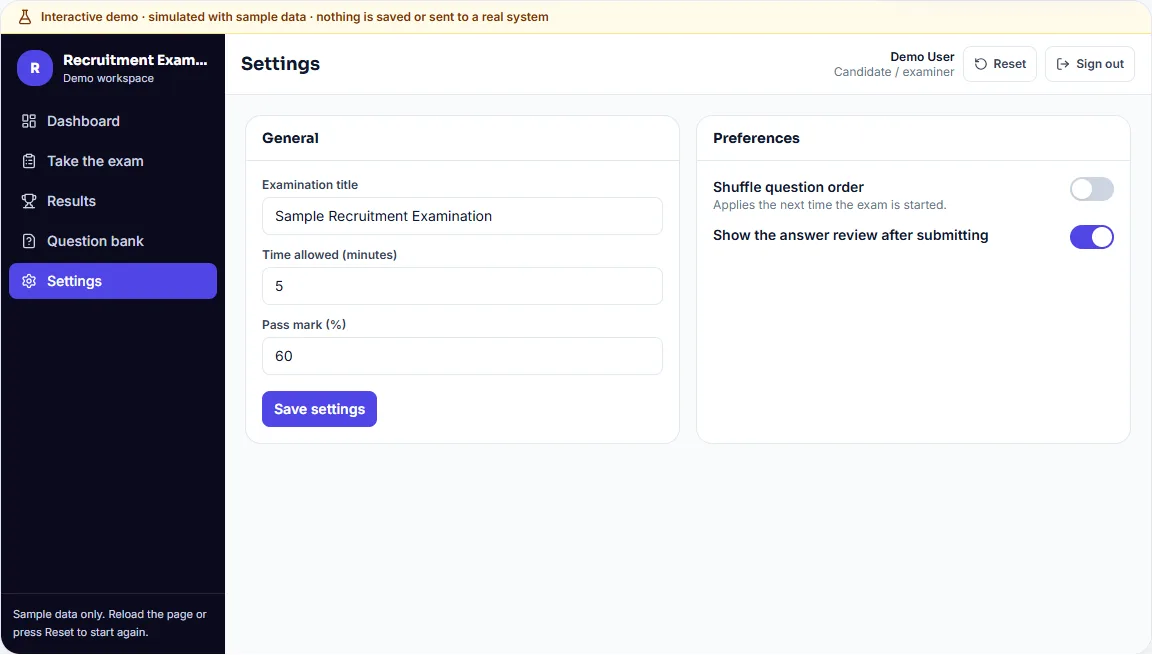 Interactive demo · simulated with sample data · nothing is saved or sent to a real system
R
Recruitment Exam...
Demo workspace
Dashboard
Take the exam
Results
Question bank
Settings
Sample data only. Reload the page or
press Reset to start again.
Settings
Demo User
Candidate / examiner
Reset
Sign out
General
Examination title
Sample Recruitment Examination
Time allowed (minutes)
5
Pass mark (%)
60
Save settings
Preferences
Shuffle question order
Applies the next time the exam is started.
Show the answer review after submitting